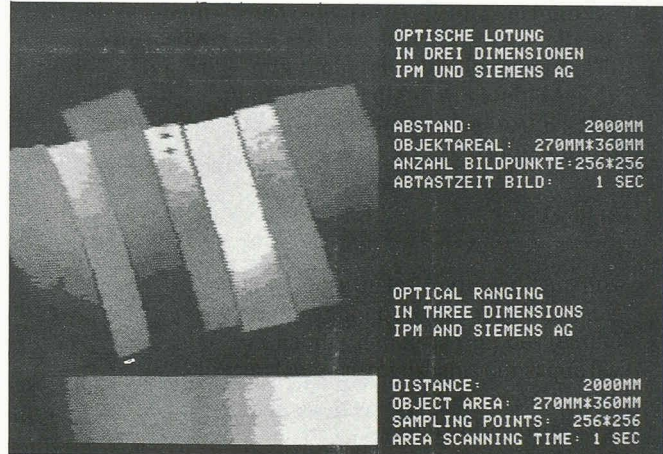 OPTISCHE LOTUNG
IN DREI DIMENSIONEN
IPM UND SIEMENS AG
ABSTAND: 2000MM
OBJEKTAREAL: 270MM*360MM
ANZAHL BILDPUNKTE:256*256
ABTASTZEIT BILD: 1 SEC
OPTICAL RANGING
IN THREE DIMENSIONS
IPM AND SIEMENS AG
DISTANCE: 2000MM
OBJECT AREA: 270MM*360MM
SAMPLING POINTS: 256*256
AREA SCANNING TIME: 1 SEC